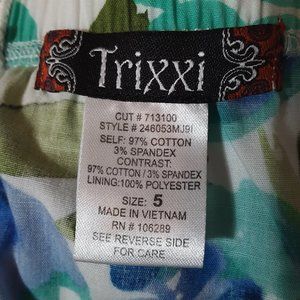 Trixxi
CUT # 713100
STYLE # 246053MJ9I
SELF: 97% COTTON
3% SPANDEX
CONTRAST:
97% COTTON / 3% SPANDEX
LINING:100% POLYESTER
SIZE: 5
MADE IN VIETNAM
RN # 106289
SEE REVERSE SIDE
FOR CARE